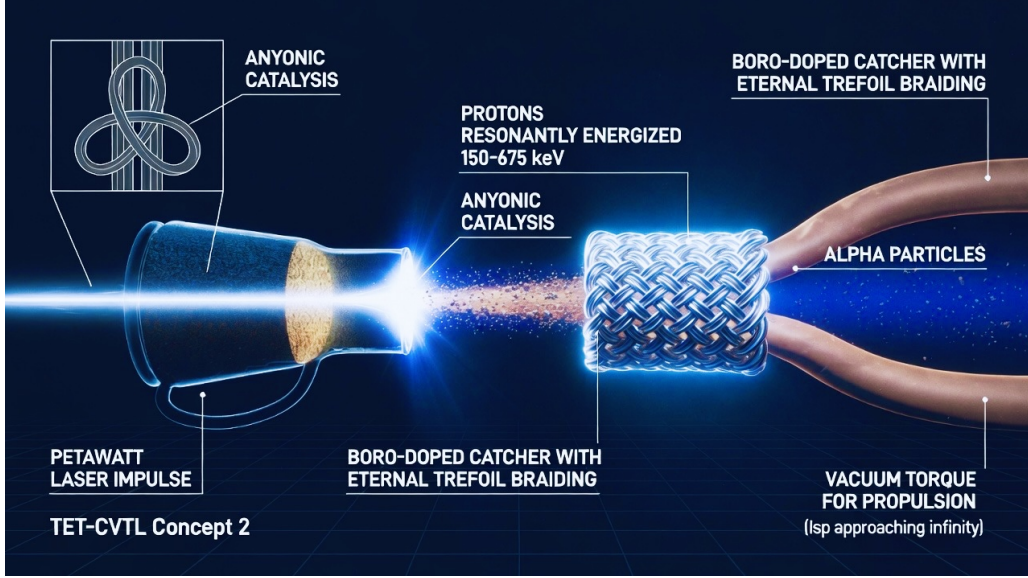 ANYONIC
CATALYSIS
BORO-DOPED CATCHER WITH
ETERNAL TREFOIL BRAIDING
PROTONS
RESONANTLY ENERGIZED
150-675 keV
ANYONIC
CATALYSIS
ALPHA PARTICLES
PETAWATT
LASER IMPULSE
BORO-DOPED CATCHER WITH
ETERNAL TREFOIL BRAIDING
VACUUM TORQUE
FOR PROPULSION
(Isp approaching infinity)
TET-CVTL Concept 2